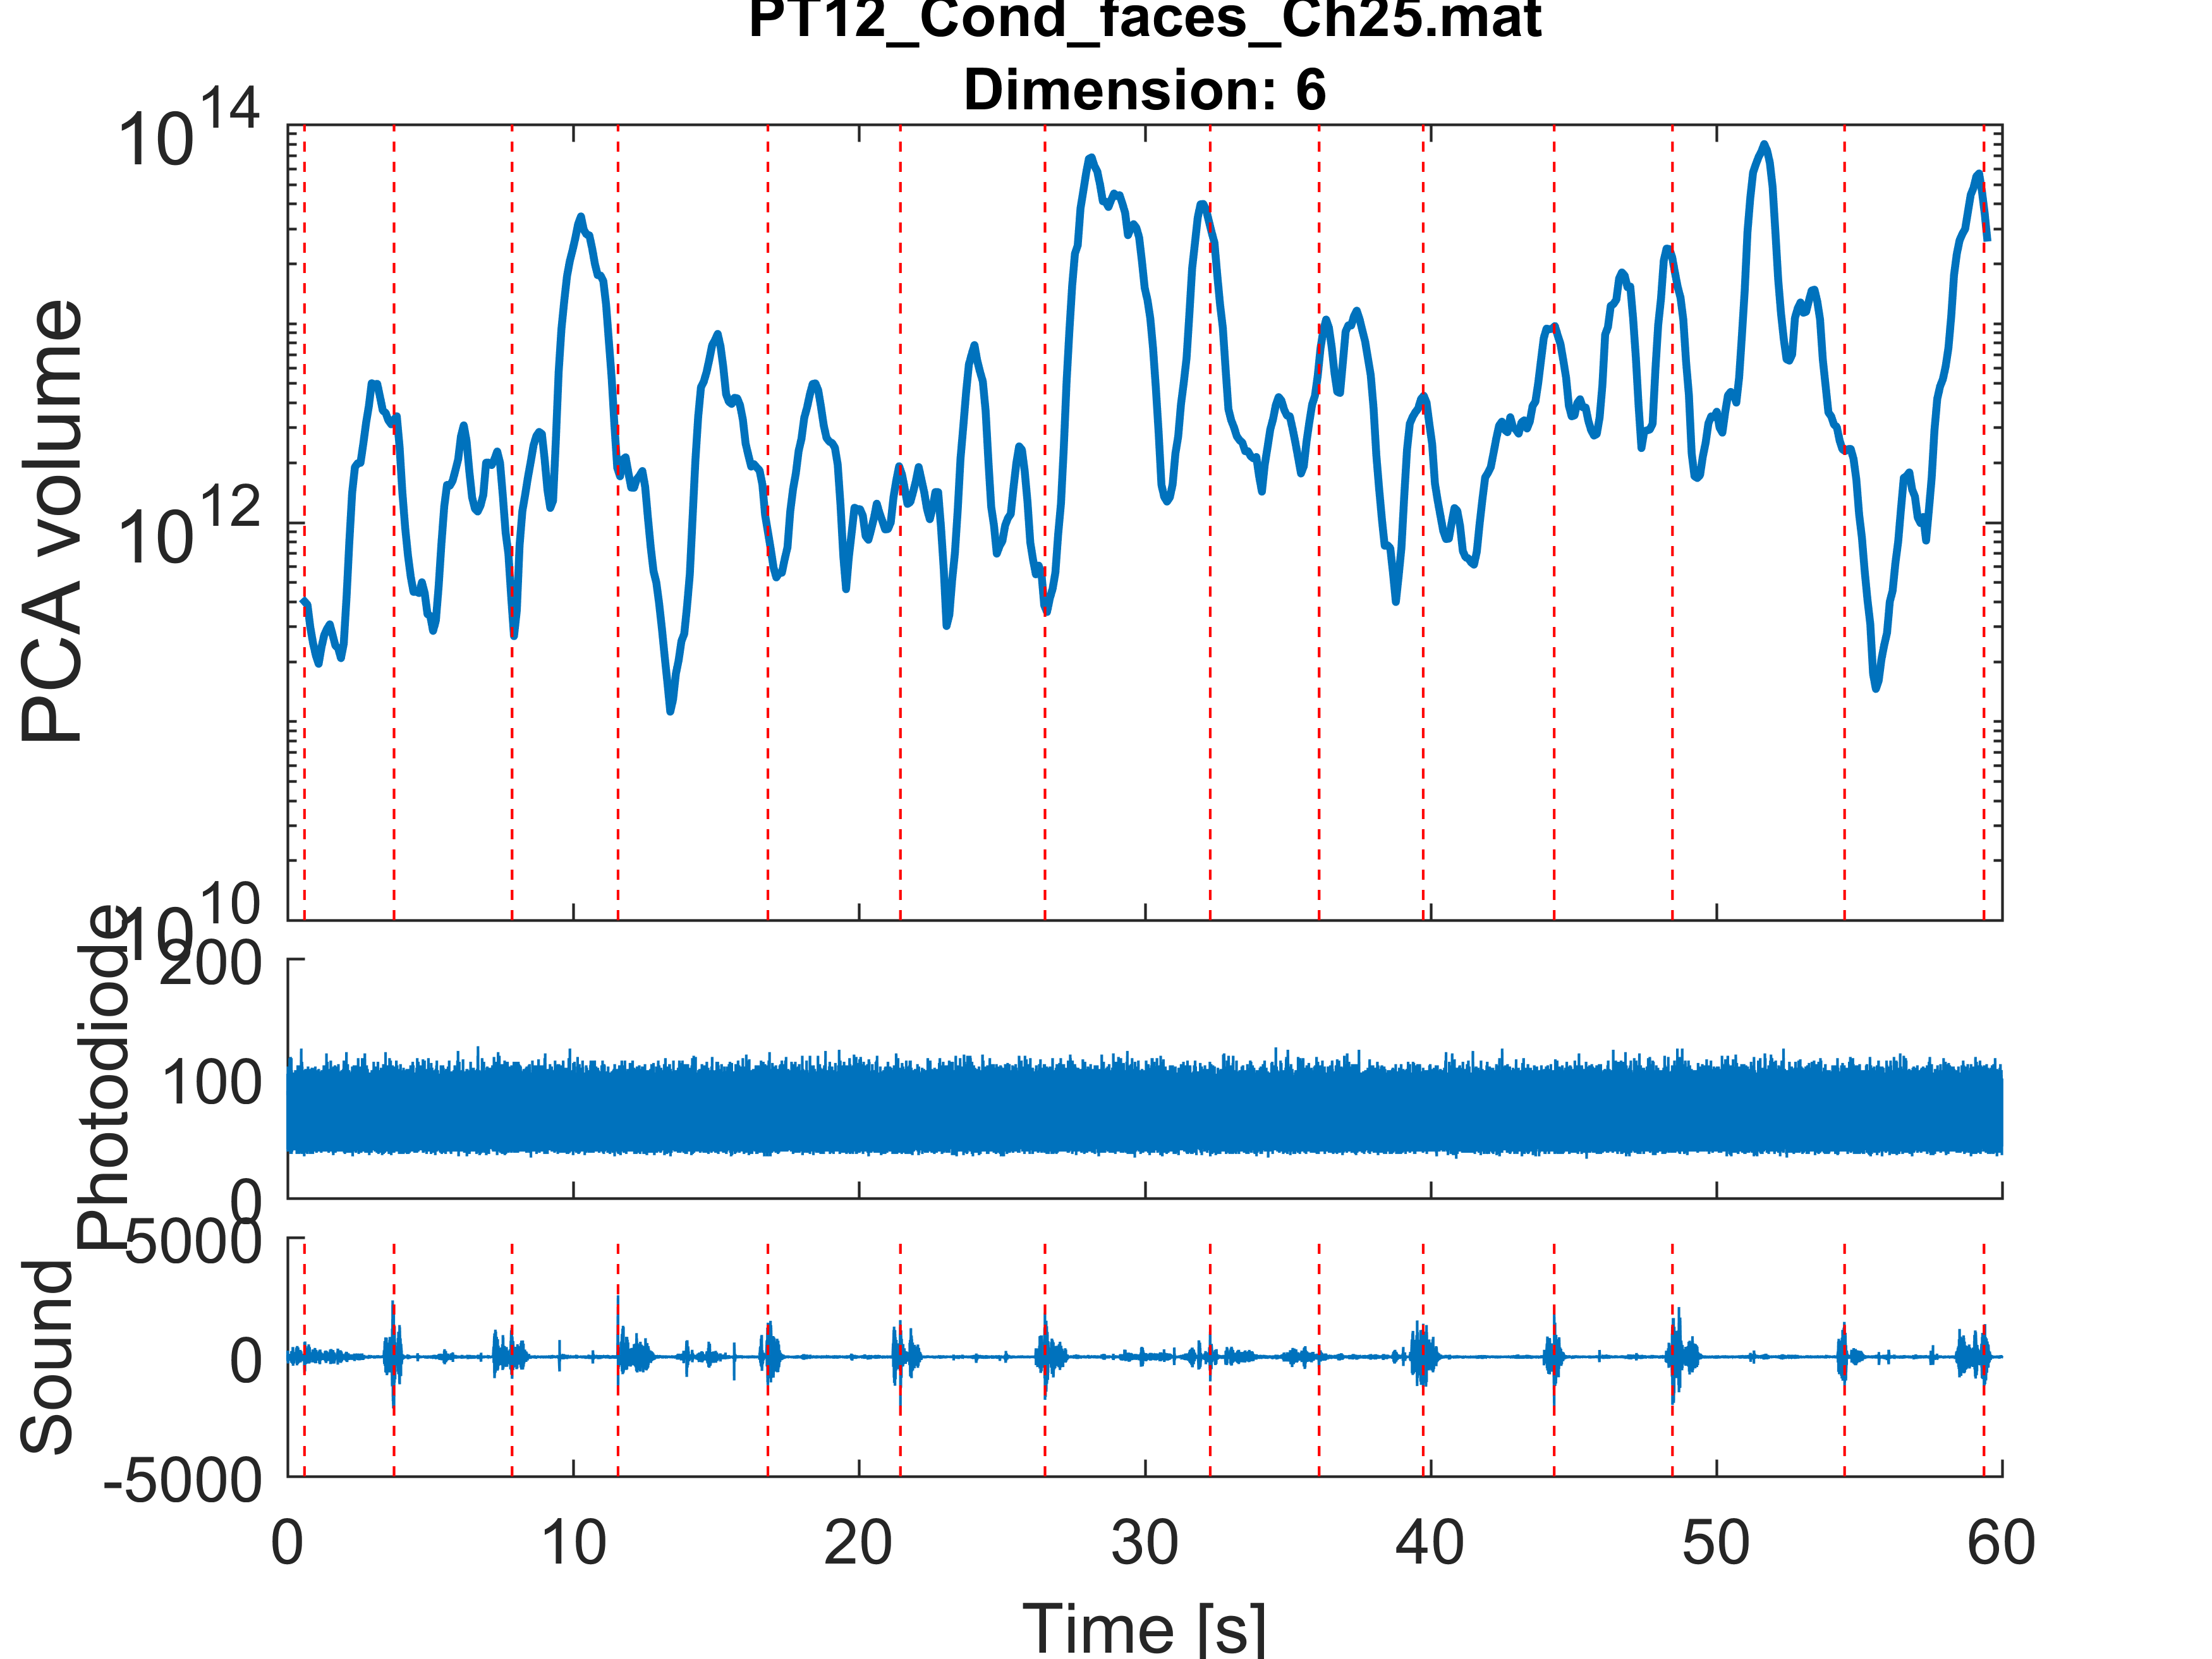 PT12_Cond_faces_Ch25.mat
Dimension: 6
10^14
10^12
10^10
PCA volume
200
100
0
Photodiode
5000
0
-5000
Sound
0 10 20 30 40 50 60
Time [s]